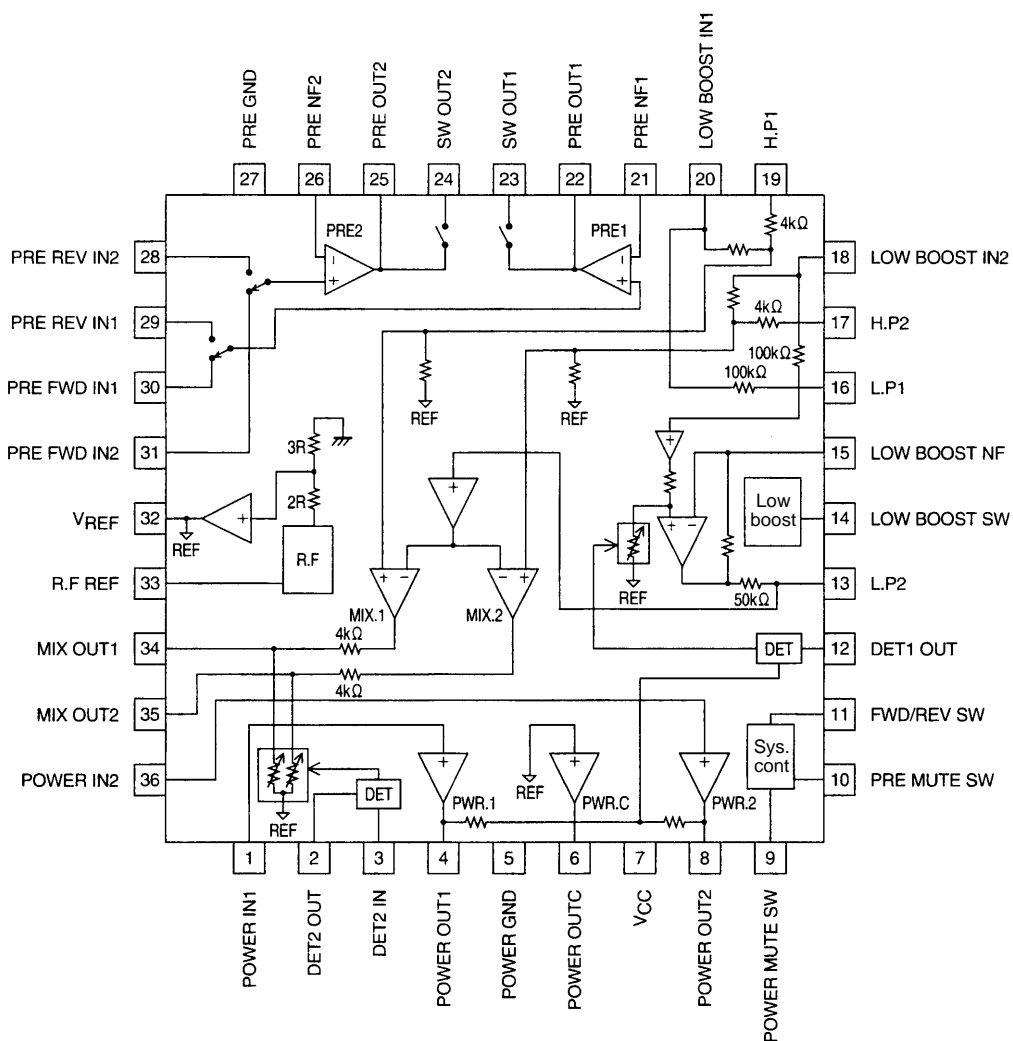 PRE GND
PRE NF2
PRE OUT2
SW OUT2
SW OUT1
PRE OUT1
PRE NF1
LOW BOOST IN1
H.P1
27
26
25
24
23
22
21
20
19
PRE REV IN2
28
PRE REV IN1
29
PRE FWD IN1
30
PRE FWD IN2
31
VREF
32
R.F REF
33
MIX OUT1
34
MIX OUT2
35
POWER IN2
36
18
LOW BOOST IN2
17
H.P2
16
L.P1
15
LOW BOOST NF
14
LOW BOOST SW
13
L.P2
12
DET1 OUT
11
FWD/REV SW
10
PRE MUTE SW
PRE2
-
+
PRE1
-
+
4kΩ
4kΩ
100kΩ
100kΩ
REF
REF
3R
2R
+
REF
R.F
+
+ -
+ -
- +
MIX.1
MIX.2
REF
50kΩ
Low
boost
4kΩ
4kΩ
DET
Sys.
cont
REF
DET
+
PWR.1
REF
+
PWR.C
+
PWR.2
+
1
2
3
4
5
6
7
8
9
POWER IN1
DET2 OUT
DET2 IN
POWER OUT1
POWER GND
POWER OUTC
VCC
POWER OUT2
POWER MUTE SW